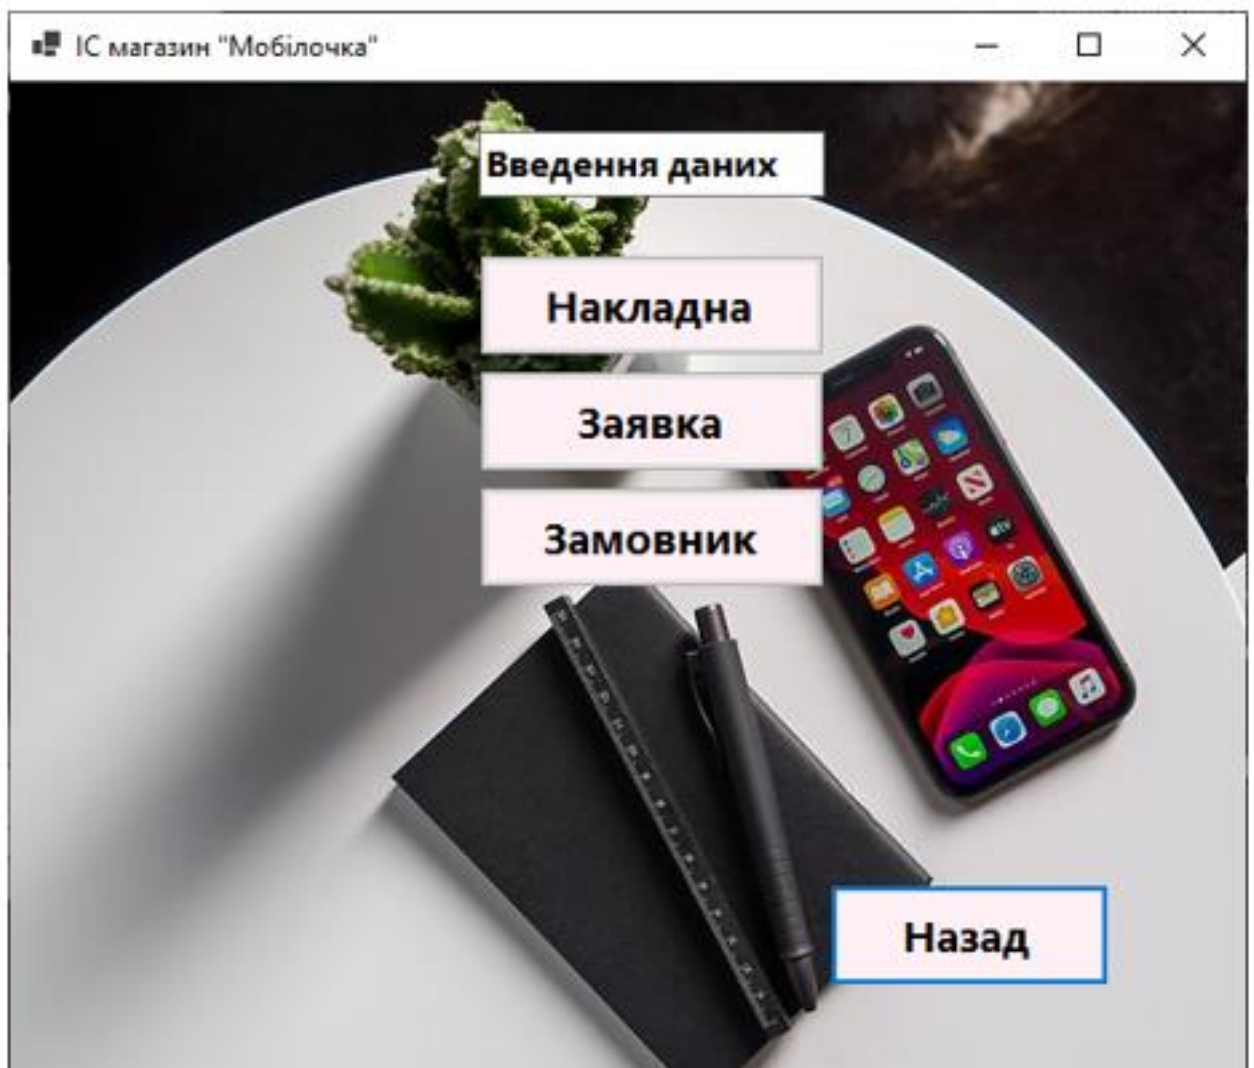 ІС магазин "Мобілочка"
Введення даних
Накладна
Заявка
Замовник
Назад